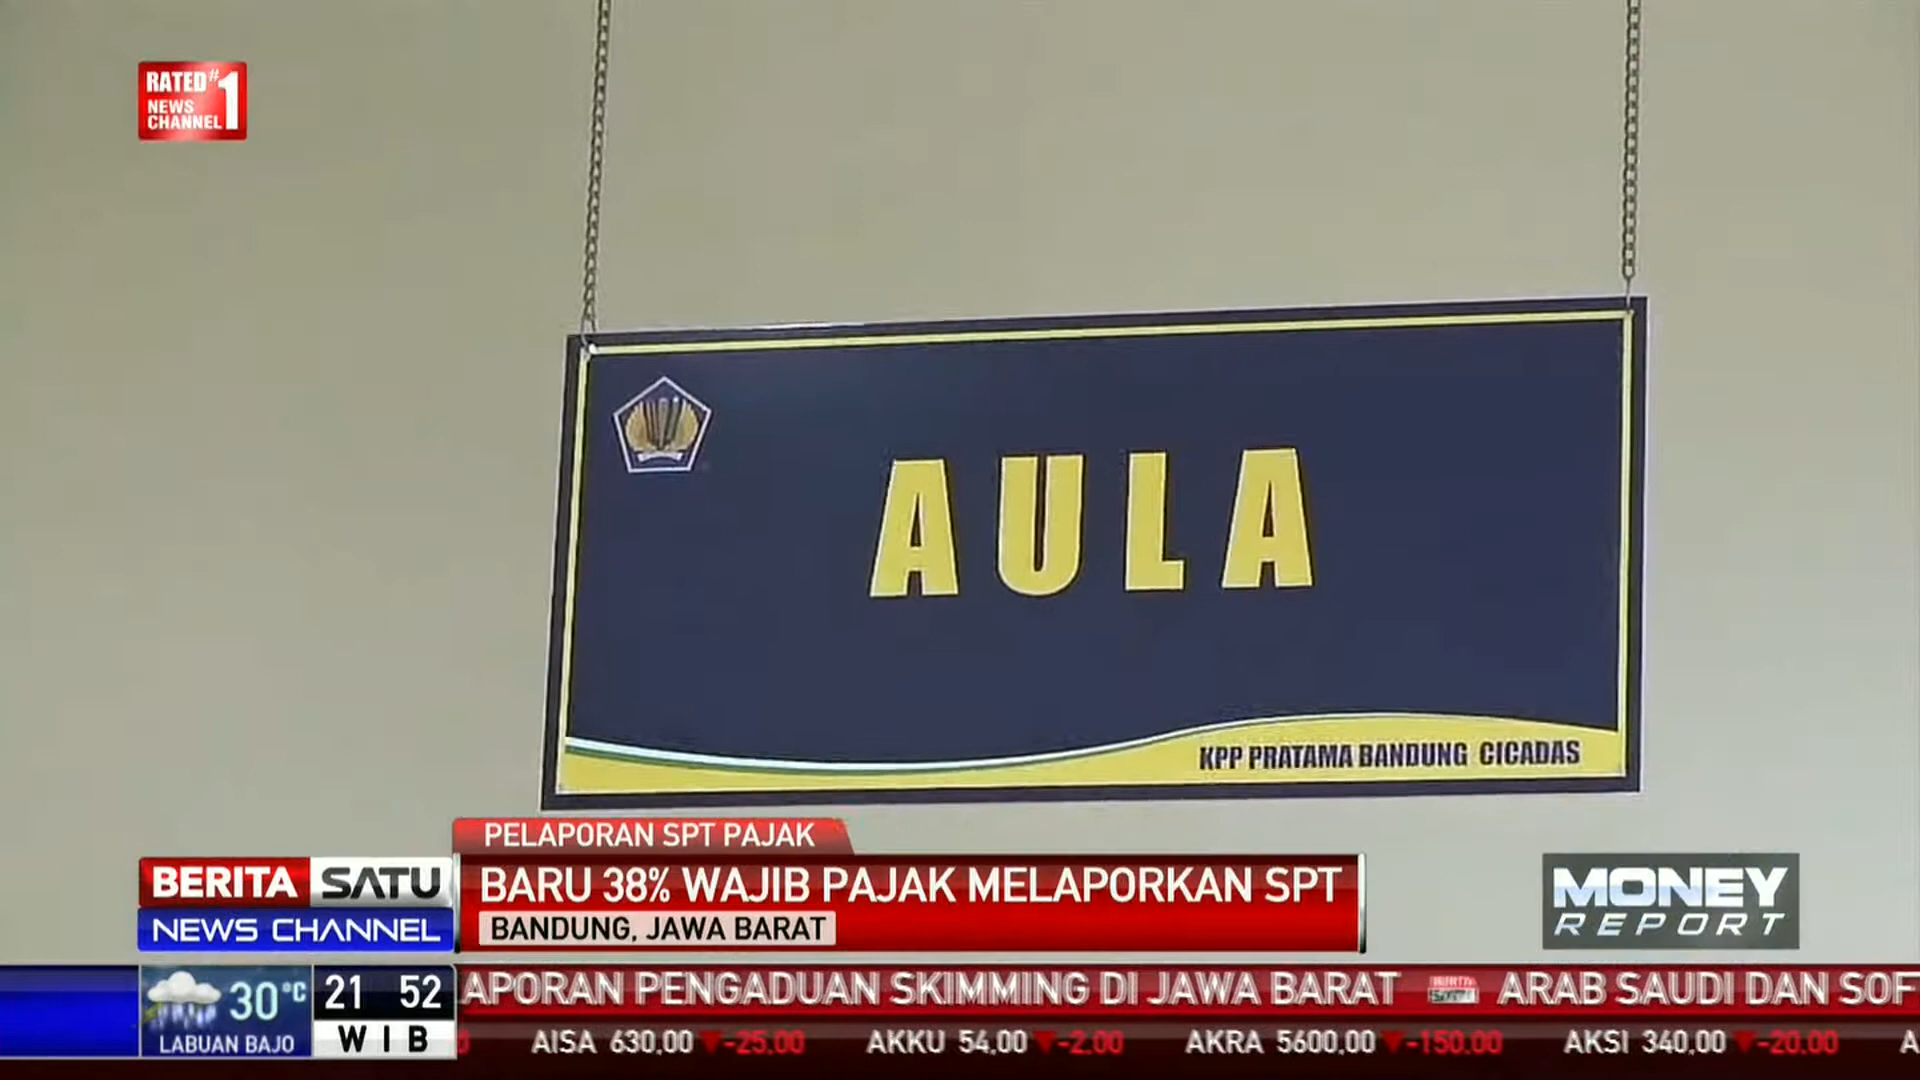 RATED #1
NEWS
CHANNEL
AULA
KPP PRATAMA BANDUNG CICADAS
PELAPORAN SPT PAJAK
BERITA SATU
NEWS CHANNEL
BARU 38% WAJIB PAJAK MELAPORKAN SPT
BANDUNG, JAWA BARAT
MONEY
REPORT
30°C
LABUAN BAJO
21 52
WIB
APORAN PENGADUAN SKIMMING DI JAWA BARAT ARAB SAUDI DAN SOF
AISA 630,00 -25.00 AKKU 54,00 -2.00 AKRA 5600,00 -150.00 AKSI 340,00 -20.00 A